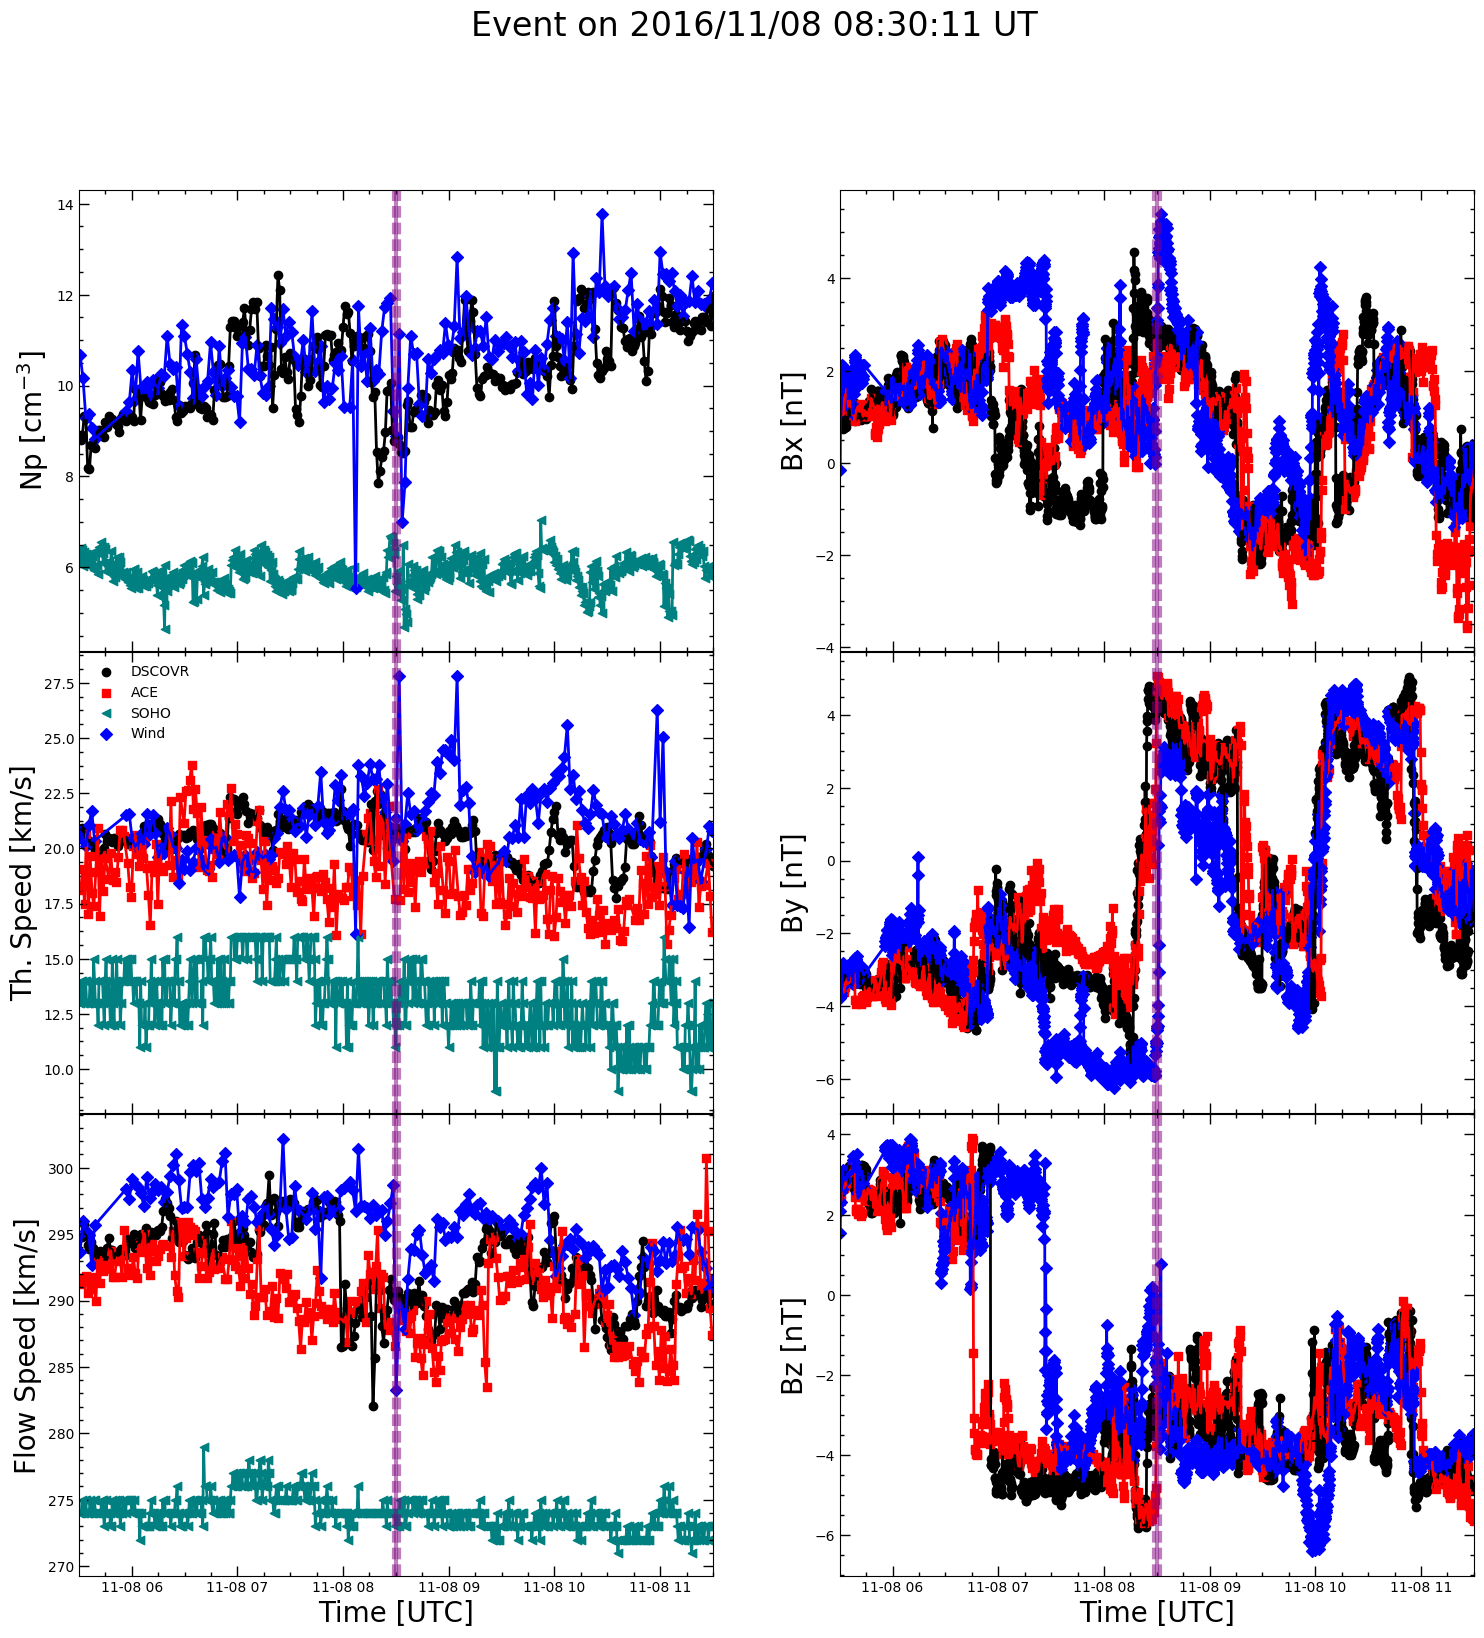 Event on 2016/11/08 08:30:11 UT
Np [cm⁻³]
14
12
10
8
6
Th. Speed [km/s]
27.5
25.0
22.5
20.0
17.5
15.0
12.5
10.0
DSCOVR
ACE
SOHO
Wind
Flow Speed [km/s]
300
295
290
285
280
275
270
11-08 06 11-08 07 11-08 08 11-08 09 11-08 10 11-08 11
Time [UTC]
Bx [nT]
4
2
0
−2
−4
By [nT]
4
2
0
−2
−4
−6
Bz [nT]
4
2
0
−2
−4
−6
11-08 06 11-08 07 11-08 08 11-08 09 11-08 10 11-08 11
Time [UTC]